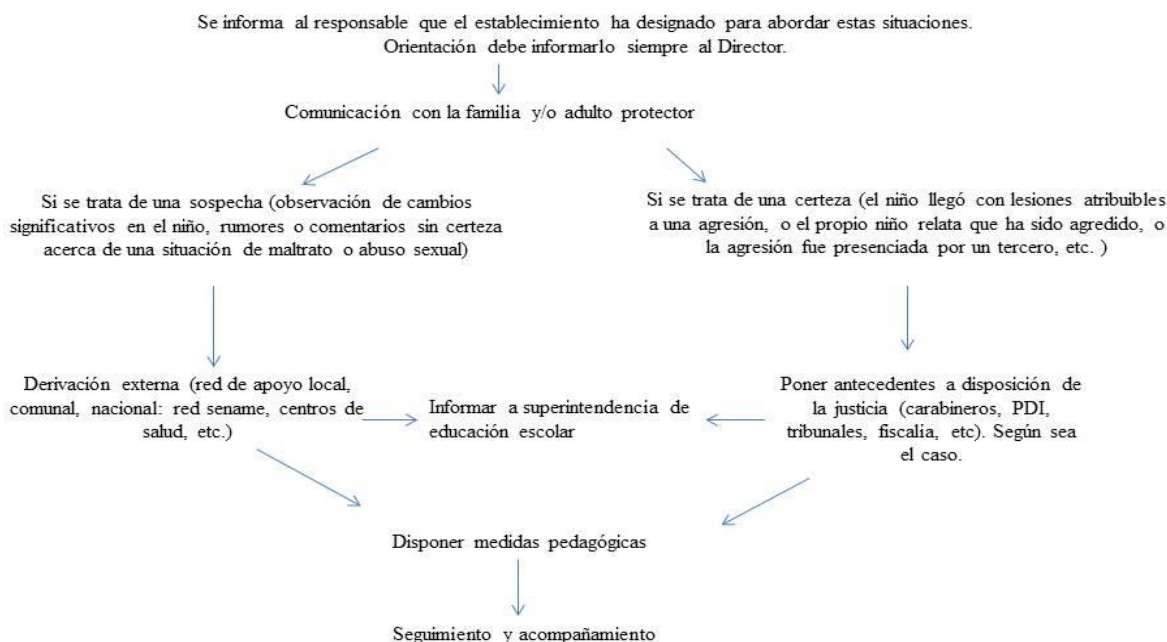 Se informa al responsable que el establecimiento ha designado para abordar estas situaciones.
Orientación debe informarlo siempre al Director.
Comunicación con la familia y/o adulto protector
Si se trata de una sospecha (observación de cambios
significativos en el niño, rumores o comentarios sin certeza
acerca de una situación de maltrato o abuso sexual)
Si se trata de una certeza (el niño llegó con lesiones atribuibles
a una agresión, o el propio niño relata que ha sido agredido, o
la agresión fue presenciada por un tercero, etc. )
Derivación externa (red de apoyo local,
comunal, nacional: red sename, centros de
salud, etc.)
Informar a superintendencia de
educación escolar
Poner antecedentes a disposición de
la justicia (carabineros, PDI,
tribunales, fiscalía, etc). Según sea
el caso.
Disponer medidas pedagógicas
Seguimiento y acompañamiento